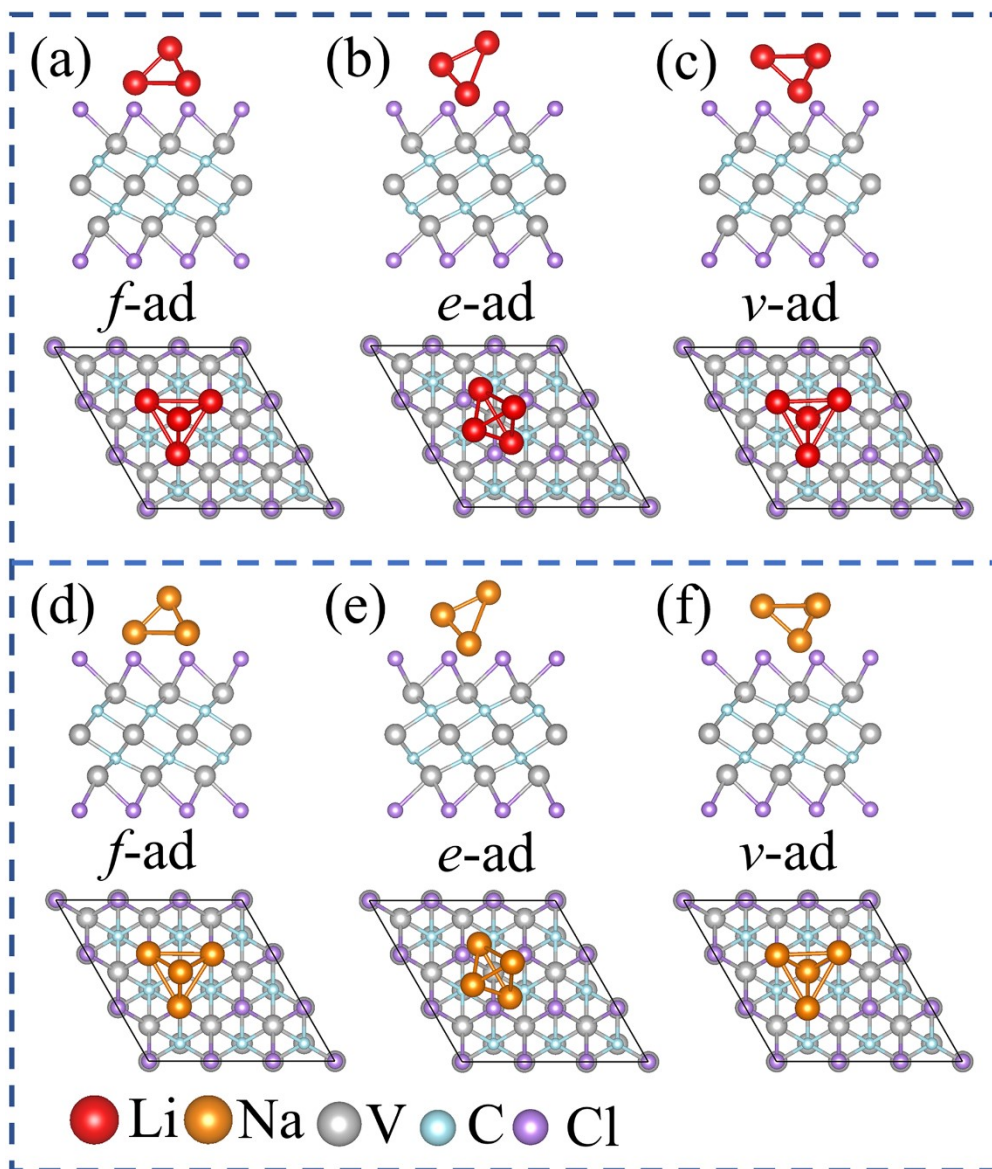 (a) (b) (c)
f-ad e-ad v-ad
(d) (e) (f)
f-ad e-ad v-ad
Li Na V C Cl